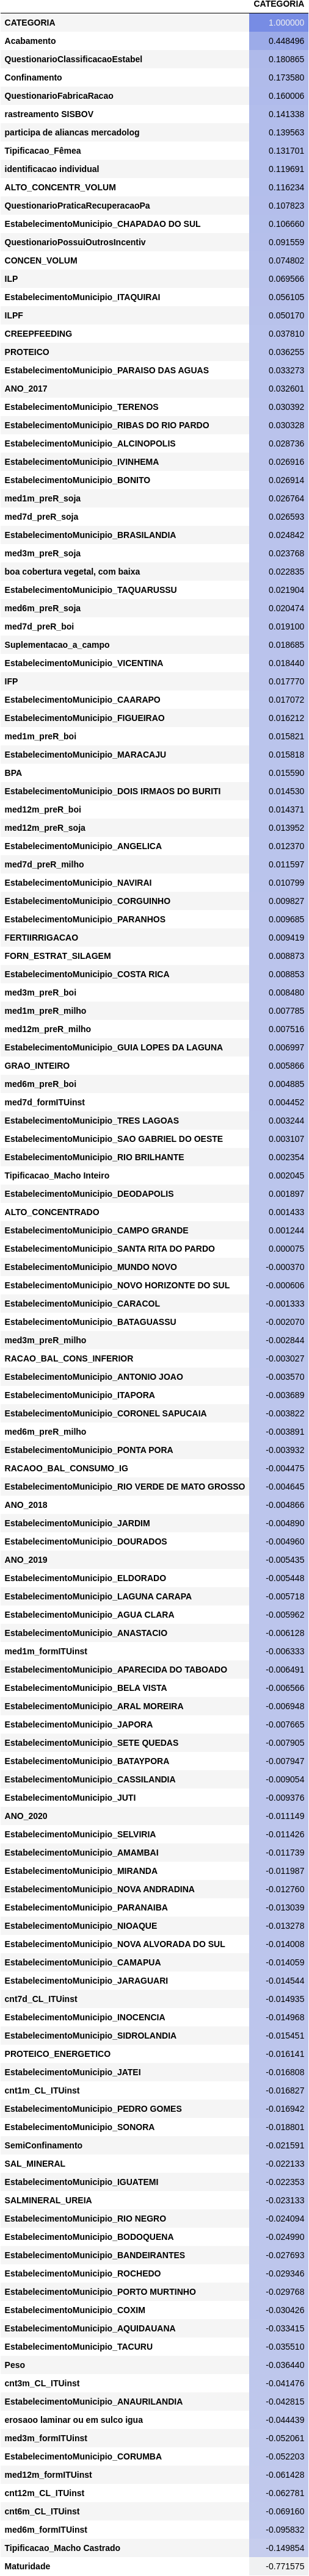 CATEGORIA
CATEGORIA 1.000000
Acabamento 0.448496
QuestionarioClassificacaoEstabel 0.180865
Confinamento 0.173580
QuestionarioFabricaRacao 0.160006
rastreamento SISBOV 0.141338
participa de aliancas mercadolog 0.139563
Tipificacao_Fêmea 0.131701
identificacao individual 0.119691
ALTO_CONCENTR_VOLUM 0.116234
QuestionarioPraticaRecuperacaoPa 0.107823
EstabelecimentoMunicipio_CHAPADAO DO SUL 0.106660
QuestionarioPossuiOutrosIncentiv 0.091559
CONCEN_VOLUM 0.074802
ILP 0.069566
EstabelecimentoMunicipio_ITAQUIRAI 0.056105
ILPF 0.050170
CREEPFEEDING 0.037810
PROTEICO 0.036255
EstabelecimentoMunicipio_PARAISO DAS AGUAS 0.033273
ANO_2017 0.032601
EstabelecimentoMunicipio_TERENOS 0.030392
EstabelecimentoMunicipio_RIBAS DO RIO PARDO 0.030328
EstabelecimentoMunicipio_ALCINOPOLIS 0.028736
EstabelecimentoMunicipio_IVINHEMA 0.026916
EstabelecimentoMunicipio_BONITO 0.026914
med1m_preR_soja 0.026764
med7d_preR_soja 0.026593
EstabelecimentoMunicipio_BRASILANDIA 0.024842
med3m_preR_soja 0.023768
boa cobertura vegetal, com baixa 0.022835
EstabelecimentoMunicipio_TAQUARUSSU 0.021904
med6m_preR_soja 0.020474
med7d_preR_boi 0.019100
Suplementacao_a_campo 0.018685
EstabelecimentoMunicipio_VICENTINA 0.018440
IFP 0.017770
EstabelecimentoMunicipio_CAARAPO 0.017072
EstabelecimentoMunicipio_FIGUEIRAO 0.016212
med1m_preR_boi 0.015821
EstabelecimentoMunicipio_MARACAJU 0.015818
BPA 0.015590
EstabelecimentoMunicipio_DOIS IRMAOS DO BURITI 0.014530
med12m_preR_boi 0.014371
med12m_preR_soja 0.013952
EstabelecimentoMunicipio_ANGELICA 0.012370
med7d_preR_milho 0.011597
EstabelecimentoMunicipio_NAVIRAI 0.010799
EstabelecimentoMunicipio_CORGUINHO 0.009827
EstabelecimentoMunicipio_PARANHOS 0.009685
FERTIIRRIGACAO 0.009419
FORN_ESTRAT_SILAGEM 0.008873
EstabelecimentoMunicipio_COSTA RICA 0.008853
med3m_preR_boi 0.008480
med1m_preR_milho 0.007785
med12m_preR_milho 0.007516
EstabelecimentoMunicipio_GUIA LOPES DA LAGUNA 0.006997
GRAO_INTEIRO 0.005866
med6m_preR_boi 0.004885
med7d_formITUinst 0.004452
EstabelecimentoMunicipio_TRES LAGOAS 0.003244
EstabelecimentoMunicipio_SAO GABRIEL DO OESTE 0.003107
EstabelecimentoMunicipio_RIO BRILHANTE 0.002354
Tipificacao_Macho Inteiro 0.002045
EstabelecimentoMunicipio_DEODAPOLIS 0.001897
ALTO_CONCENTRADO 0.001433
EstabelecimentoMunicipio_CAMPO GRANDE 0.001244
EstabelecimentoMunicipio_SANTA RITA DO PARDO 0.000075
EstabelecimentoMunicipio_MUNDO NOVO -0.000370
EstabelecimentoMunicipio_NOVO HORIZONTE DO SUL -0.000606
EstabelecimentoMunicipio_CARACOL -0.001333
EstabelecimentoMunicipio_BATAGUASSU -0.002070
med3m_preR_milho -0.002844
RACAO_BAL_CONS_INFERIOR -0.003027
EstabelecimentoMunicipio_ANTONIO JOAO -0.003570
EstabelecimentoMunicipio_ITAPORA -0.003689
EstabelecimentoMunicipio_CORONEL SAPUCAIA -0.003822
med6m_preR_milho -0.003891
EstabelecimentoMunicipio_PONTA PORA -0.003932
RACAOO_BAL_CONSUMO_IG -0.004475
EstabelecimentoMunicipio_RIO VERDE DE MATO GROSSO -0.004645
ANO_2018 -0.004866
EstabelecimentoMunicipio_JARDIM -0.004890
EstabelecimentoMunicipio_DOURADOS -0.004960
ANO_2019 -0.005435
EstabelecimentoMunicipio_ELDORADO -0.005448
EstabelecimentoMunicipio_LAGUNA CARAPA -0.005718
EstabelecimentoMunicipio_AGUA CLARA -0.005962
EstabelecimentoMunicipio_ANASTACIO -0.006128
med1m_formITUinst -0.006333
EstabelecimentoMunicipio_APARECIDA DO TABOADO -0.006491
EstabelecimentoMunicipio_BELA VISTA -0.006566
EstabelecimentoMunicipio_ARAL MOREIRA -0.006948
EstabelecimentoMunicipio_JAPORA -0.007665
EstabelecimentoMunicipio_SETE QUEDAS -0.007905
EstabelecimentoMunicipio_BATAYPORA -0.007947
EstabelecimentoMunicipio_CASSILANDIA -0.009054
EstabelecimentoMunicipio_JUTI -0.009376
ANO_2020 -0.011149
EstabelecimentoMunicipio_SELVIRIA -0.011426
EstabelecimentoMunicipio_AMAMBAI -0.011739
EstabelecimentoMunicipio_MIRANDA -0.011987
EstabelecimentoMunicipio_NOVA ANDRADINA -0.012760
EstabelecimentoMunicipio_PARANAIBA -0.013039
EstabelecimentoMunicipio_NIOAQUE -0.013278
EstabelecimentoMunicipio_NOVA ALVORADA DO SUL -0.014008
EstabelecimentoMunicipio_CAMAPUA -0.014059
EstabelecimentoMunicipio_JARAGUARI -0.014544
cnt7d_CL_ITUinst -0.014935
EstabelecimentoMunicipio_INOCENCIA -0.014968
EstabelecimentoMunicipio_SIDROLANDIA -0.015451
PROTEICO_ENERGETICO -0.016141
EstabelecimentoMunicipio_JATEI -0.016808
cnt1m_CL_ITUinst -0.016827
EstabelecimentoMunicipio_PEDRO GOMES -0.016942
EstabelecimentoMunicipio_SONORA -0.018801
SemiConfinamento -0.021591
SAL_MINERAL -0.022133
EstabelecimentoMunicipio_IGUATEMI -0.022353
SALMINERAL_UREIA -0.023133
EstabelecimentoMunicipio_RIO NEGRO -0.024094
EstabelecimentoMunicipio_BODOQUENA -0.024990
EstabelecimentoMunicipio_BANDEIRANTES -0.027693
EstabelecimentoMunicipio_ROCHEDO -0.029346
EstabelecimentoMunicipio_PORTO MURTINHO -0.029768
EstabelecimentoMunicipio_COXIM -0.030426
EstabelecimentoMunicipio_AQUIDAUANA -0.033415
EstabelecimentoMunicipio_TACURU -0.035510
Peso -0.036440
cnt3m_CL_ITUinst -0.041476
EstabelecimentoMunicipio_ANAURILANDIA -0.042815
erosaoo laminar ou em sulco igua -0.044439
med3m_formITUinst -0.052061
EstabelecimentoMunicipio_CORUMBA -0.052203
med12m_formITUinst -0.061428
cnt12m_CL_ITUinst -0.062781
cnt6m_CL_ITUinst -0.069160
med6m_formITUinst -0.095832
Tipificacao_Macho Castrado -0.149854
Maturidade -0.771575